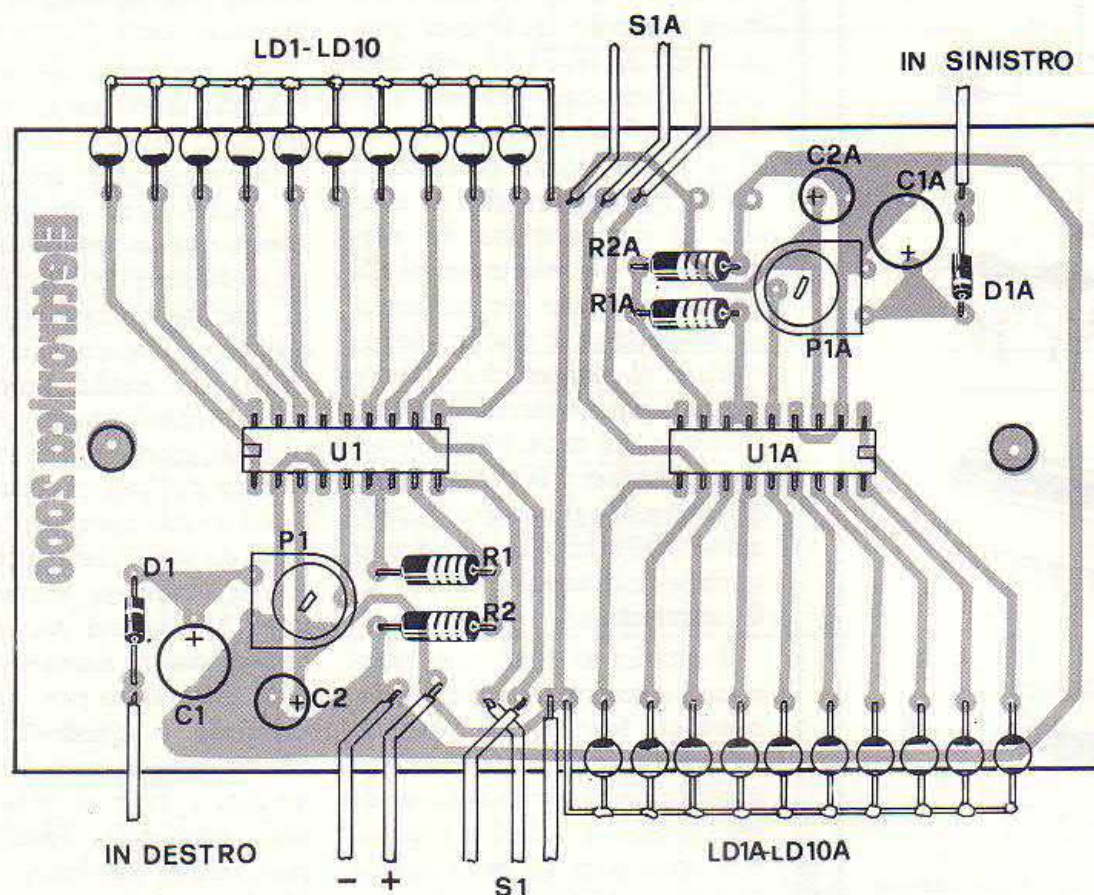 S1A
LD1-LD10
IN SINISTRO
C2A
C1A
R2A
R1A
D1A
P1A
Elettronica 2000
U1
U1A
P1
D1
R1
R2
C1
C2
IN DESTRO
- +
S1
LD1A-LD10A